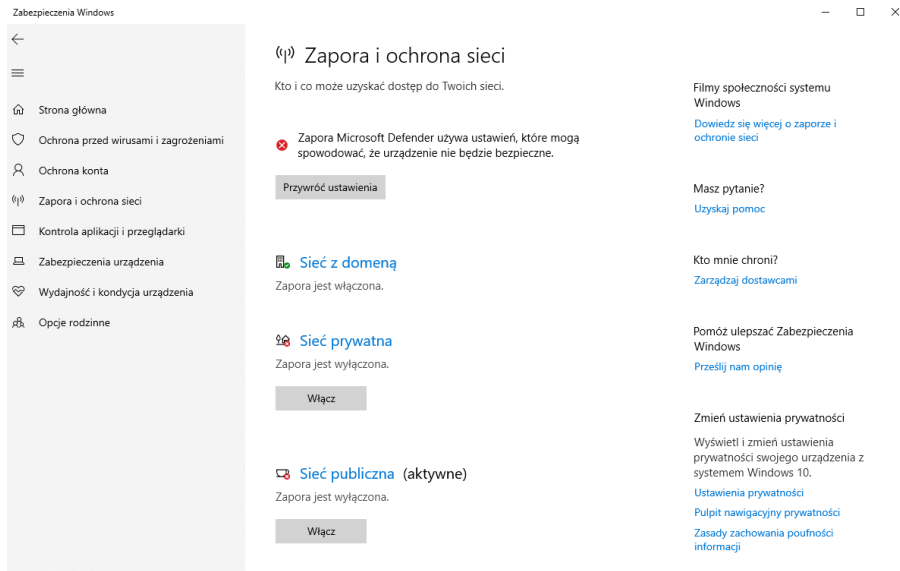 Zabezpieczenia Windows
Strona główna
Ochrona przed wirusami i zagrożeniami
Ochrona konta
Zapora i ochrona sieci
Kontrola aplikacji i przeglądarki
Zabezpieczenia urządzenia
Wydajność i kondycja urządzenia
Opcje rodzinne
Zapora i ochrona sieci
Kto i co może uzyskać dostęp do Twoich sieci.
Zapora Microsoft Defender używa ustawień, które mogą
spowodować, że urządzenie nie będzie bezpieczne.
Przywróć ustawienia
Sieć z domeną
Zapora jest włączona.
Sieć prywatna
Zapora jest wyłączona.
Włącz
Sieć publiczna (aktywne)
Zapora jest wyłączona.
Włącz
Filmy społeczności systemu
Windows
Dowiedz się więcej o zaporze i
ochronie sieci
Masz pytanie?
Uzyskaj pomoc
Kto mnie chroni?
Zarządzaj dostawcami
Pomóż ulepszać Zabezpieczenia
Windows
Prześlij nam opinię
Zmień ustawienia prywatności
Wyświetl i zmień ustawienia
prywatności swojego urządzenia z
systemem Windows 10.
Ustawienia prywatności
Pulpit nawigacyjny prywatności
Zasady zachowania poufności
informacji